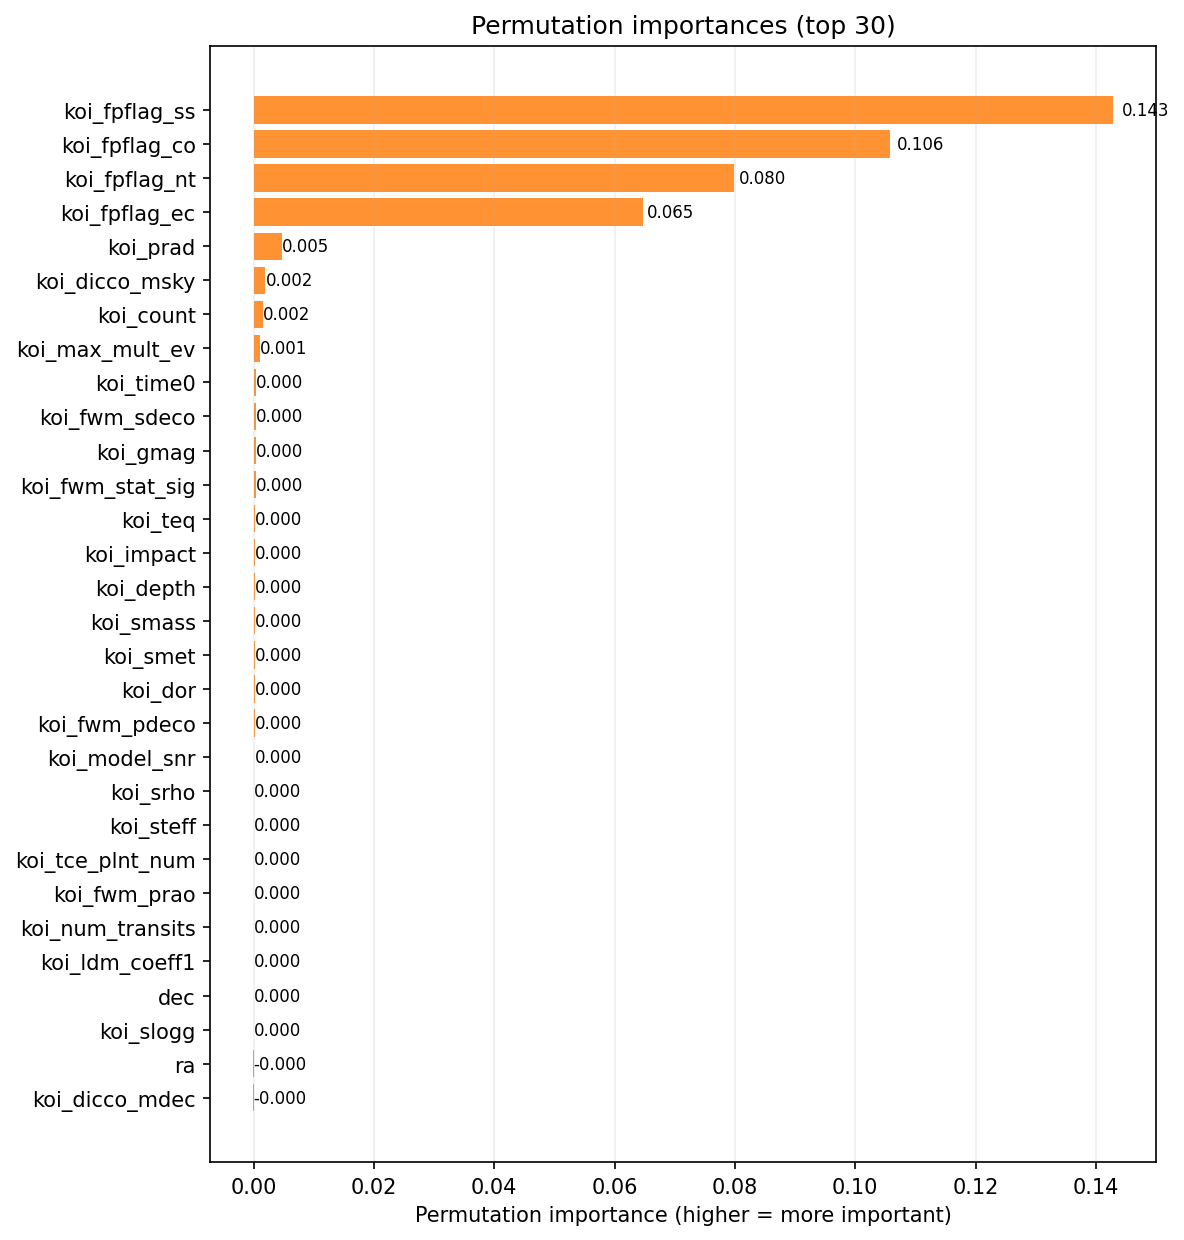 Permutation importances (top 30)
koi_fpflag_ss 0.143
koi_fpflag_co 0.106
koi_fpflag_nt 0.080
koi_fpflag_ec 0.065
koi_prad 0.005
koi_dicco_msky 0.002
koi_count 0.002
koi_max_mult_ev 0.001
koi_time0 0.000
koi_fwm_sdeco 0.000
koi_gmag 0.000
koi_fwm_stat_sig 0.000
koi_teq 0.000
koi_impact 0.000
koi_depth 0.000
koi_smass 0.000
koi_smet 0.000
koi_dor 0.000
koi_fwm_pdeco 0.000
koi_model_snr 0.000
koi_srho 0.000
koi_steff 0.000
koi_tce_plnt_num 0.000
koi_fwm_prao 0.000
koi_num_transits 0.000
koi_ldm_coeff1 0.000
dec 0.000
koi_slogg 0.000
ra -0.000
koi_dicco_mdec -0.000
0.00 0.02 0.04 0.06 0.08 0.10 0.12 0.14
Permutation importance (higher = more important)